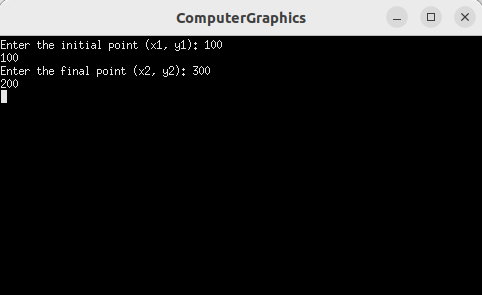 ComputerGraphics
Enter the initial point (x1, y1): 100
100
Enter the final point (x2, y2): 300
200